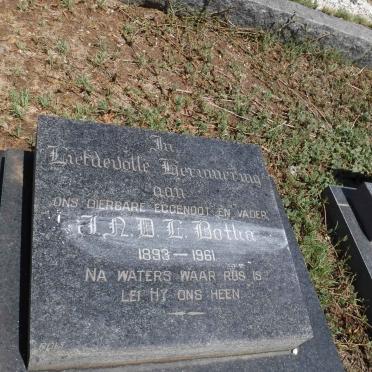 In
Liefdevolle Herinnering
aan
ONS DIERBARE EGGENOOT EN VADER
J.N.D.L. Botha
1893 — 1961
NA WATERS WAAR RUS IS
LEI HY ONS HEEN